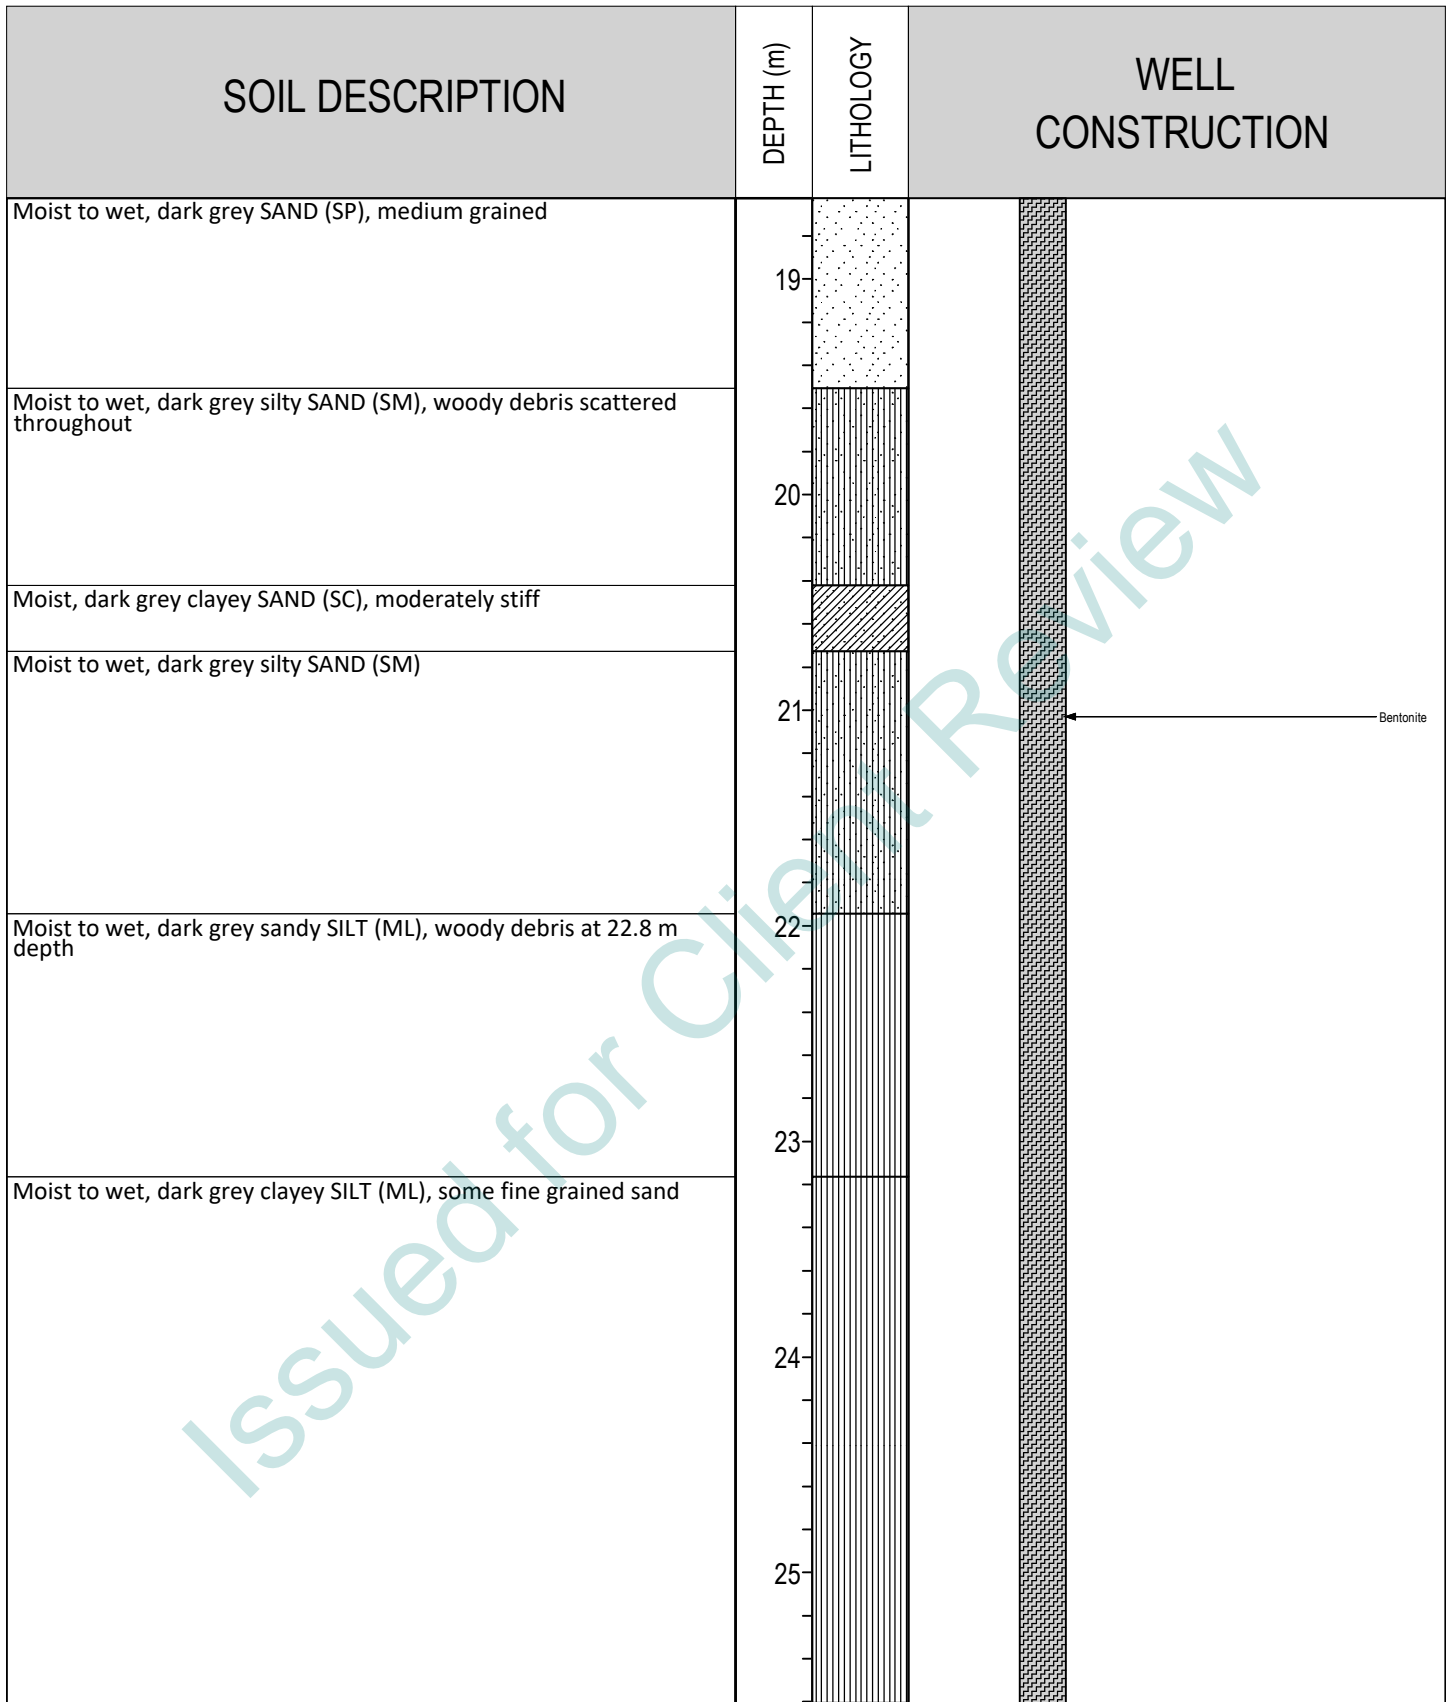 SOIL DESCRIPTION
DEPTH (m)
LITHOLOGY
WELL
CONSTRUCTION
Moist to wet, dark grey SAND (SP), medium grained
19
Moist to wet, dark grey silty SAND (SM), woody debris scattered
throughout
20
Moist, dark grey clayey SAND (SC), moderately stiff
Moist to wet, dark grey silty SAND (SM)
21
Bentonite
Moist to wet, dark grey sandy SILT (ML), woody debris at 22.8 m
depth
22
23
Moist to wet, dark grey clayey SILT (ML), some fine grained sand
24
25
Issued for Client Review